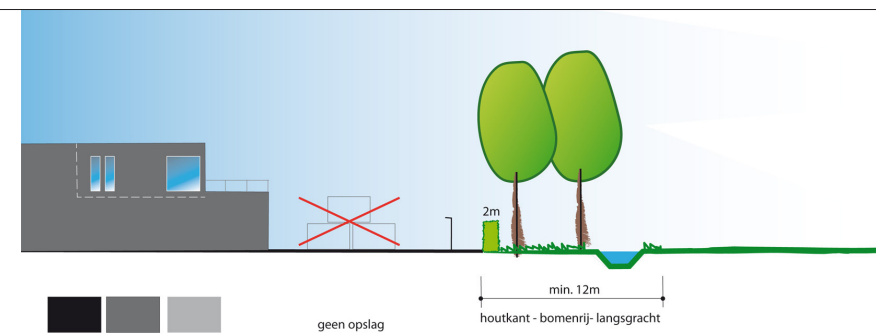 2m
min. 12m
geen opslag
houtkant - bomenrij- langsgracht